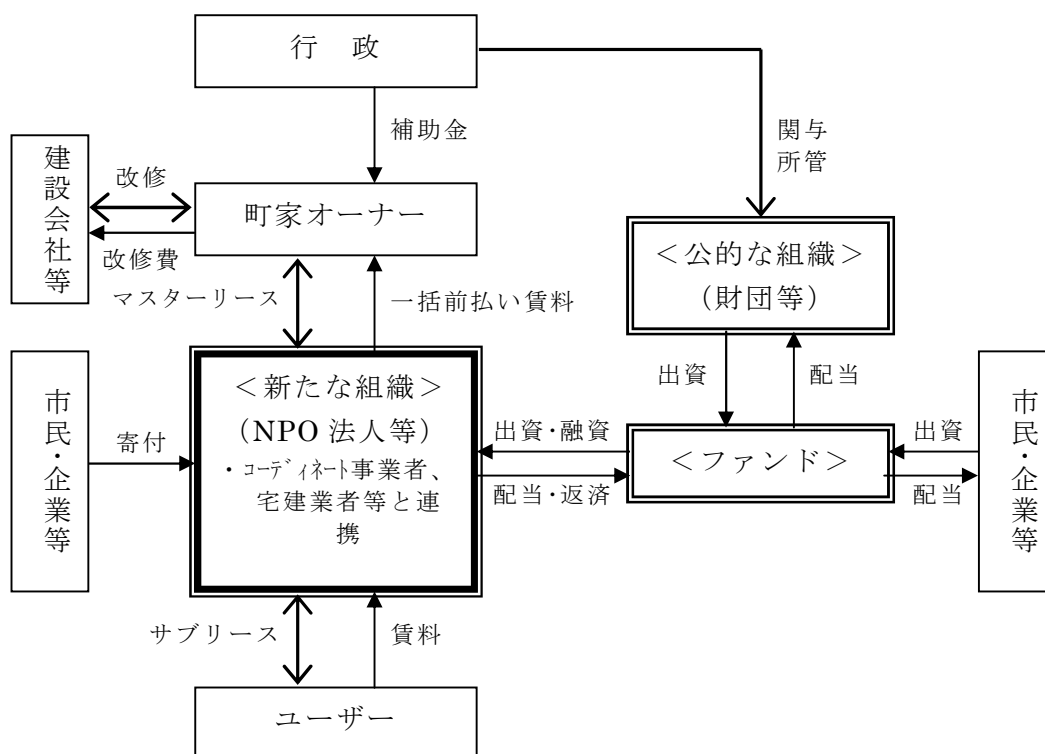 行　政
補助金
関与
所管
建設会社等
改修
改修費
町家オーナー
＜公的な組織＞
（財団等）
マスターリース
一括前払い賃料
出資
配当
市民・企業等
寄付
＜新たな組織＞
（NPO 法人等）
・コーディネート事業者、
宅建業者等と連
携
出資・融資
配当・返済
＜ファンド＞
出資
配当
市民・企業等
サブリース
賃料
ユーザー